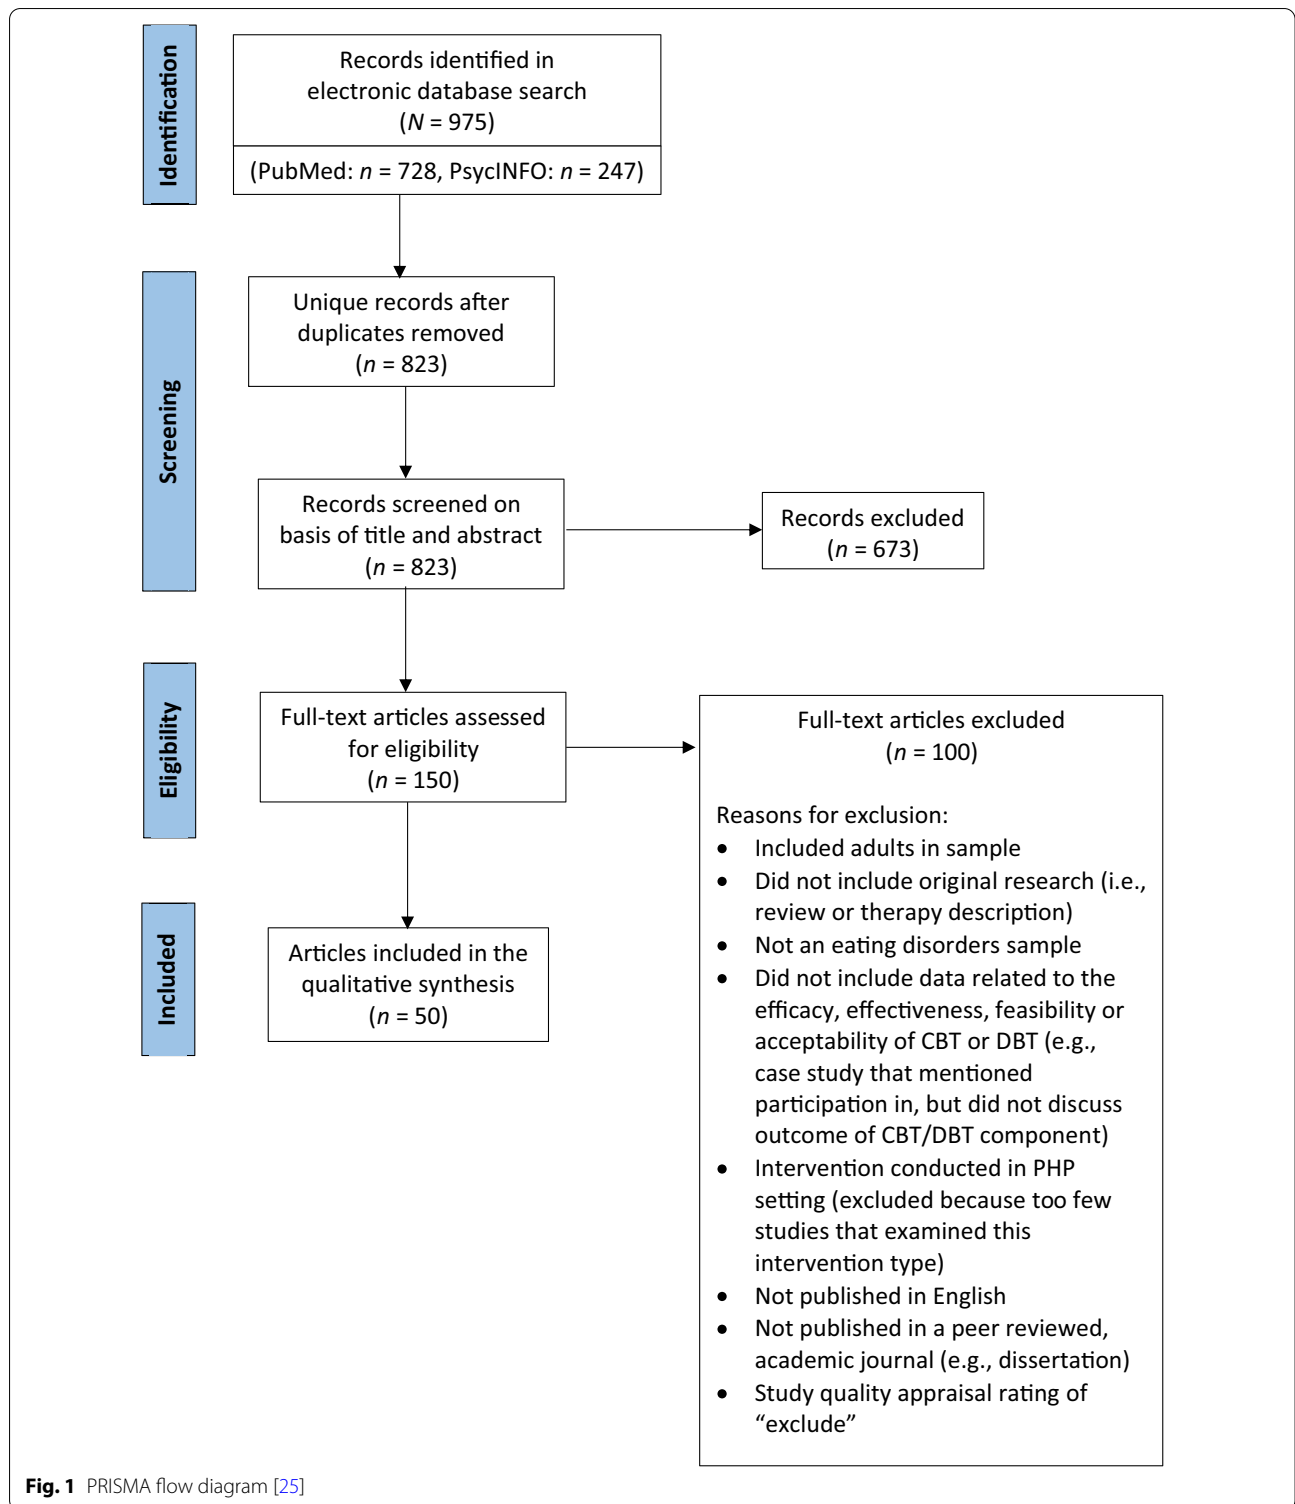 Identification
Records identified in
electronic database search
(N = 975)
(PubMed: n = 728, PsycINFO: n = 247)
Screening
Unique records after
duplicates removed
(n = 823)
Records screened on
basis of title and abstract
(n = 823)
Records excluded
(n = 673)
Eligibility
Full-text articles assessed
for eligibility
(n = 150)
Full-text articles excluded
(n = 100)
Reasons for exclusion:
• Included adults in sample
• Did not include original research (i.e.,
review or therapy description)
• Not an eating disorders sample
• Did not include data related to the
efficacy, effectiveness, feasibility or
acceptability of CBT or DBT (e.g.,
case study that mentioned
participation in, but did not discuss
outcome of CBT/DBT component)
• Intervention conducted in PHP
setting (excluded because too few
studies that examined this
intervention type)
• Not published in English
• Not published in a peer reviewed,
academic journal (e.g., dissertation)
• Study quality appraisal rating of
“exclude”
Included
Articles included in the
qualitative synthesis
(n = 50)
Fig. 1 PRISMA flow diagram [25]